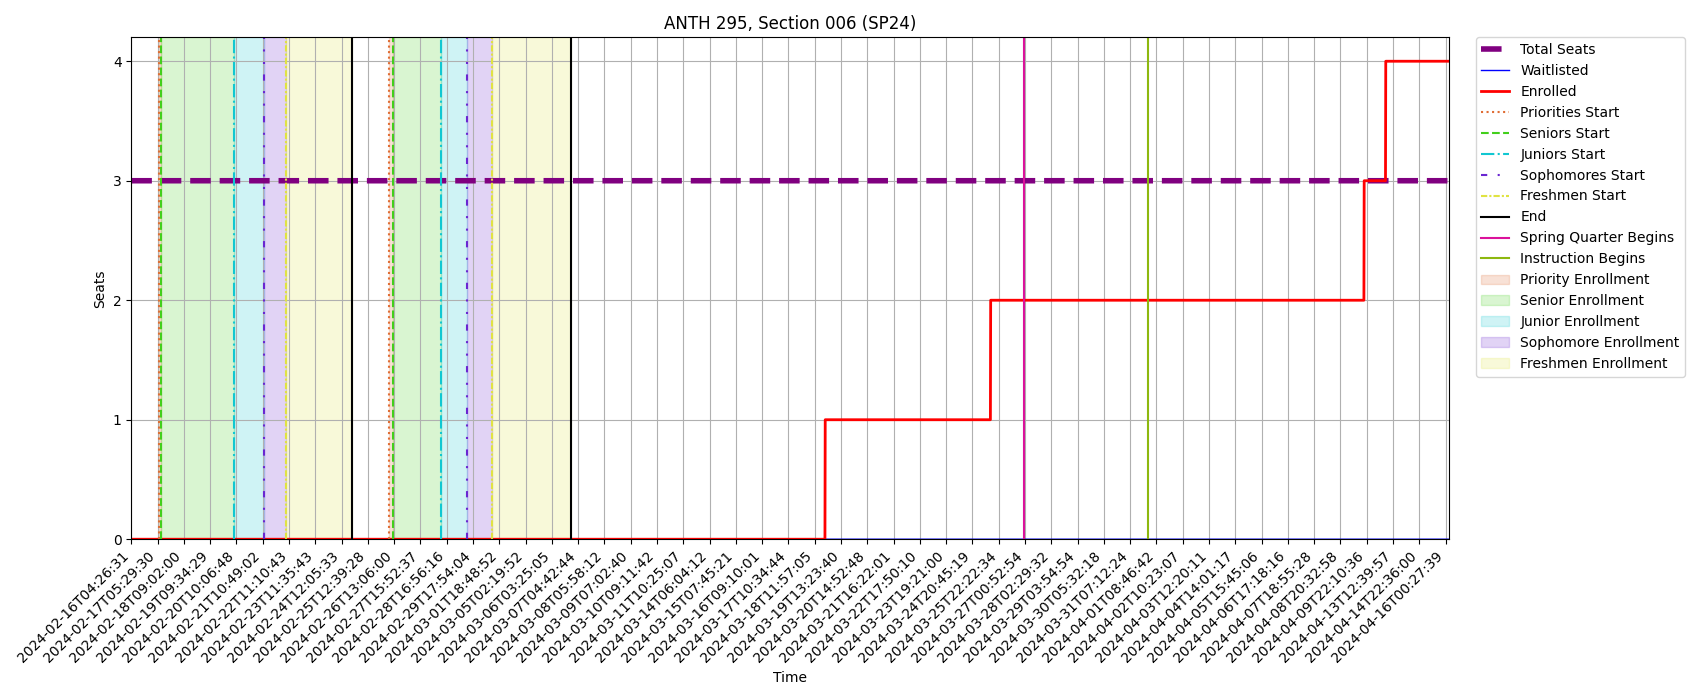 ANTH 295, Section 006 (SP24)
Total Seats
Waitlisted
Enrolled
Priorities Start
Seniors Start
Juniors Start
Sophomores Start
Freshmen Start
End
Spring Quarter Begins
Instruction Begins
Priority Enrollment
Senior Enrollment
Junior Enrollment
Sophomore Enrollment
Freshmen Enrollment
Seats
4
3
2
1
0
2024-02-16T04:26:31
2024-02-17T05:29:30
2024-02-18T09:02:00
2024-02-19T09:34:29
2024-02-20T10:06:48
2024-02-21T10:49:02
2024-02-22T11:10:43
2024-02-23T11:35:43
2024-02-24T12:05:33
2024-02-25T12:39:28
2024-02-26T13:06:00
2024-02-27T15:52:37
2024-02-28T16:56:16
2024-02-29T17:54:04
2024-03-01T18:48:52
2024-03-05T02:19:52
2024-03-06T03:25:05
2024-03-07T04:42:44
2024-03-08T05:58:12
2024-03-09T07:02:40
2024-03-10T09:11:42
2024-03-11T10:25:07
2024-03-14T06:04:12
2024-03-15T07:45:21
2024-03-16T09:10:01
2024-03-17T10:34:44
2024-03-18T11:57:05
2024-03-19T13:23:40
2024-03-20T14:52:48
2024-03-21T16:22:01
2024-03-22T17:50:10
2024-03-23T19:21:00
2024-03-24T20:45:19
2024-03-25T22:22:34
2024-03-27T00:52:54
2024-03-28T02:29:32
2024-03-29T03:54:54
2024-03-30T05:32:18
2024-03-31T07:12:24
2024-04-01T08:46:42
2024-04-02T10:23:07
2024-04-03T12:20:11
2024-04-04T14:01:17
2024-04-05T15:45:06
2024-04-06T17:18:16
2024-04-07T18:55:28
2024-04-08T20:32:58
2024-04-09T22:10:36
2024-04-13T12:39:57
2024-04-14T22:36:00
2024-04-16T00:27:39
Time